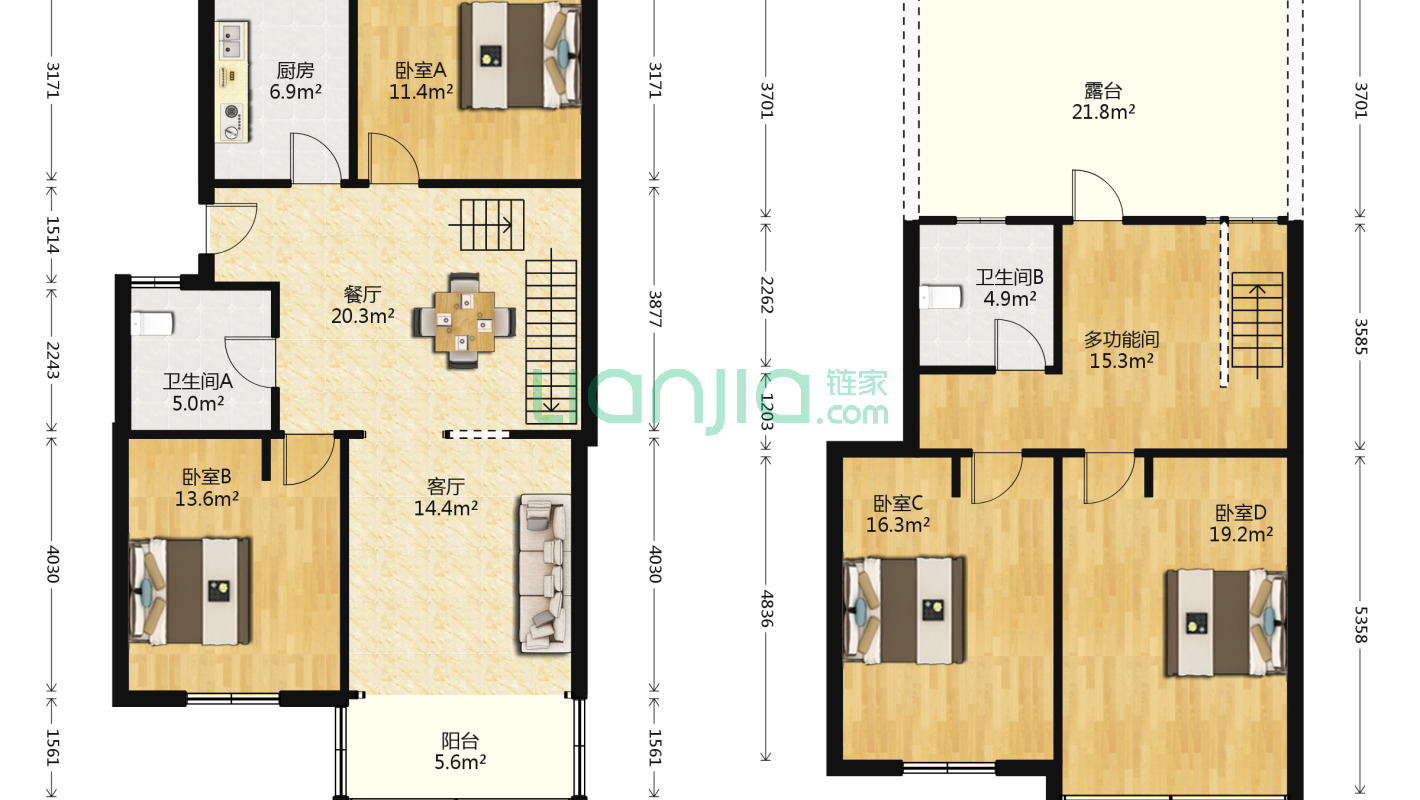 厨房
6.9m²
卧室A
11.4m²
餐厅
20.3m²
卫生间A
5.0m²
卧室B
13.6m²
客厅
14.4m²
阳台
5.6m²
3171
1514
2243
4030
1561
3171
3877
4030
1561
露台
21.8m²
卫生间B
4.9m²
多功能间
15.3m²
卧室C
16.3m²
卧室D
19.2m²
3701
2262
1203
4836
3701
3585
5358
lianjia
链家
.com